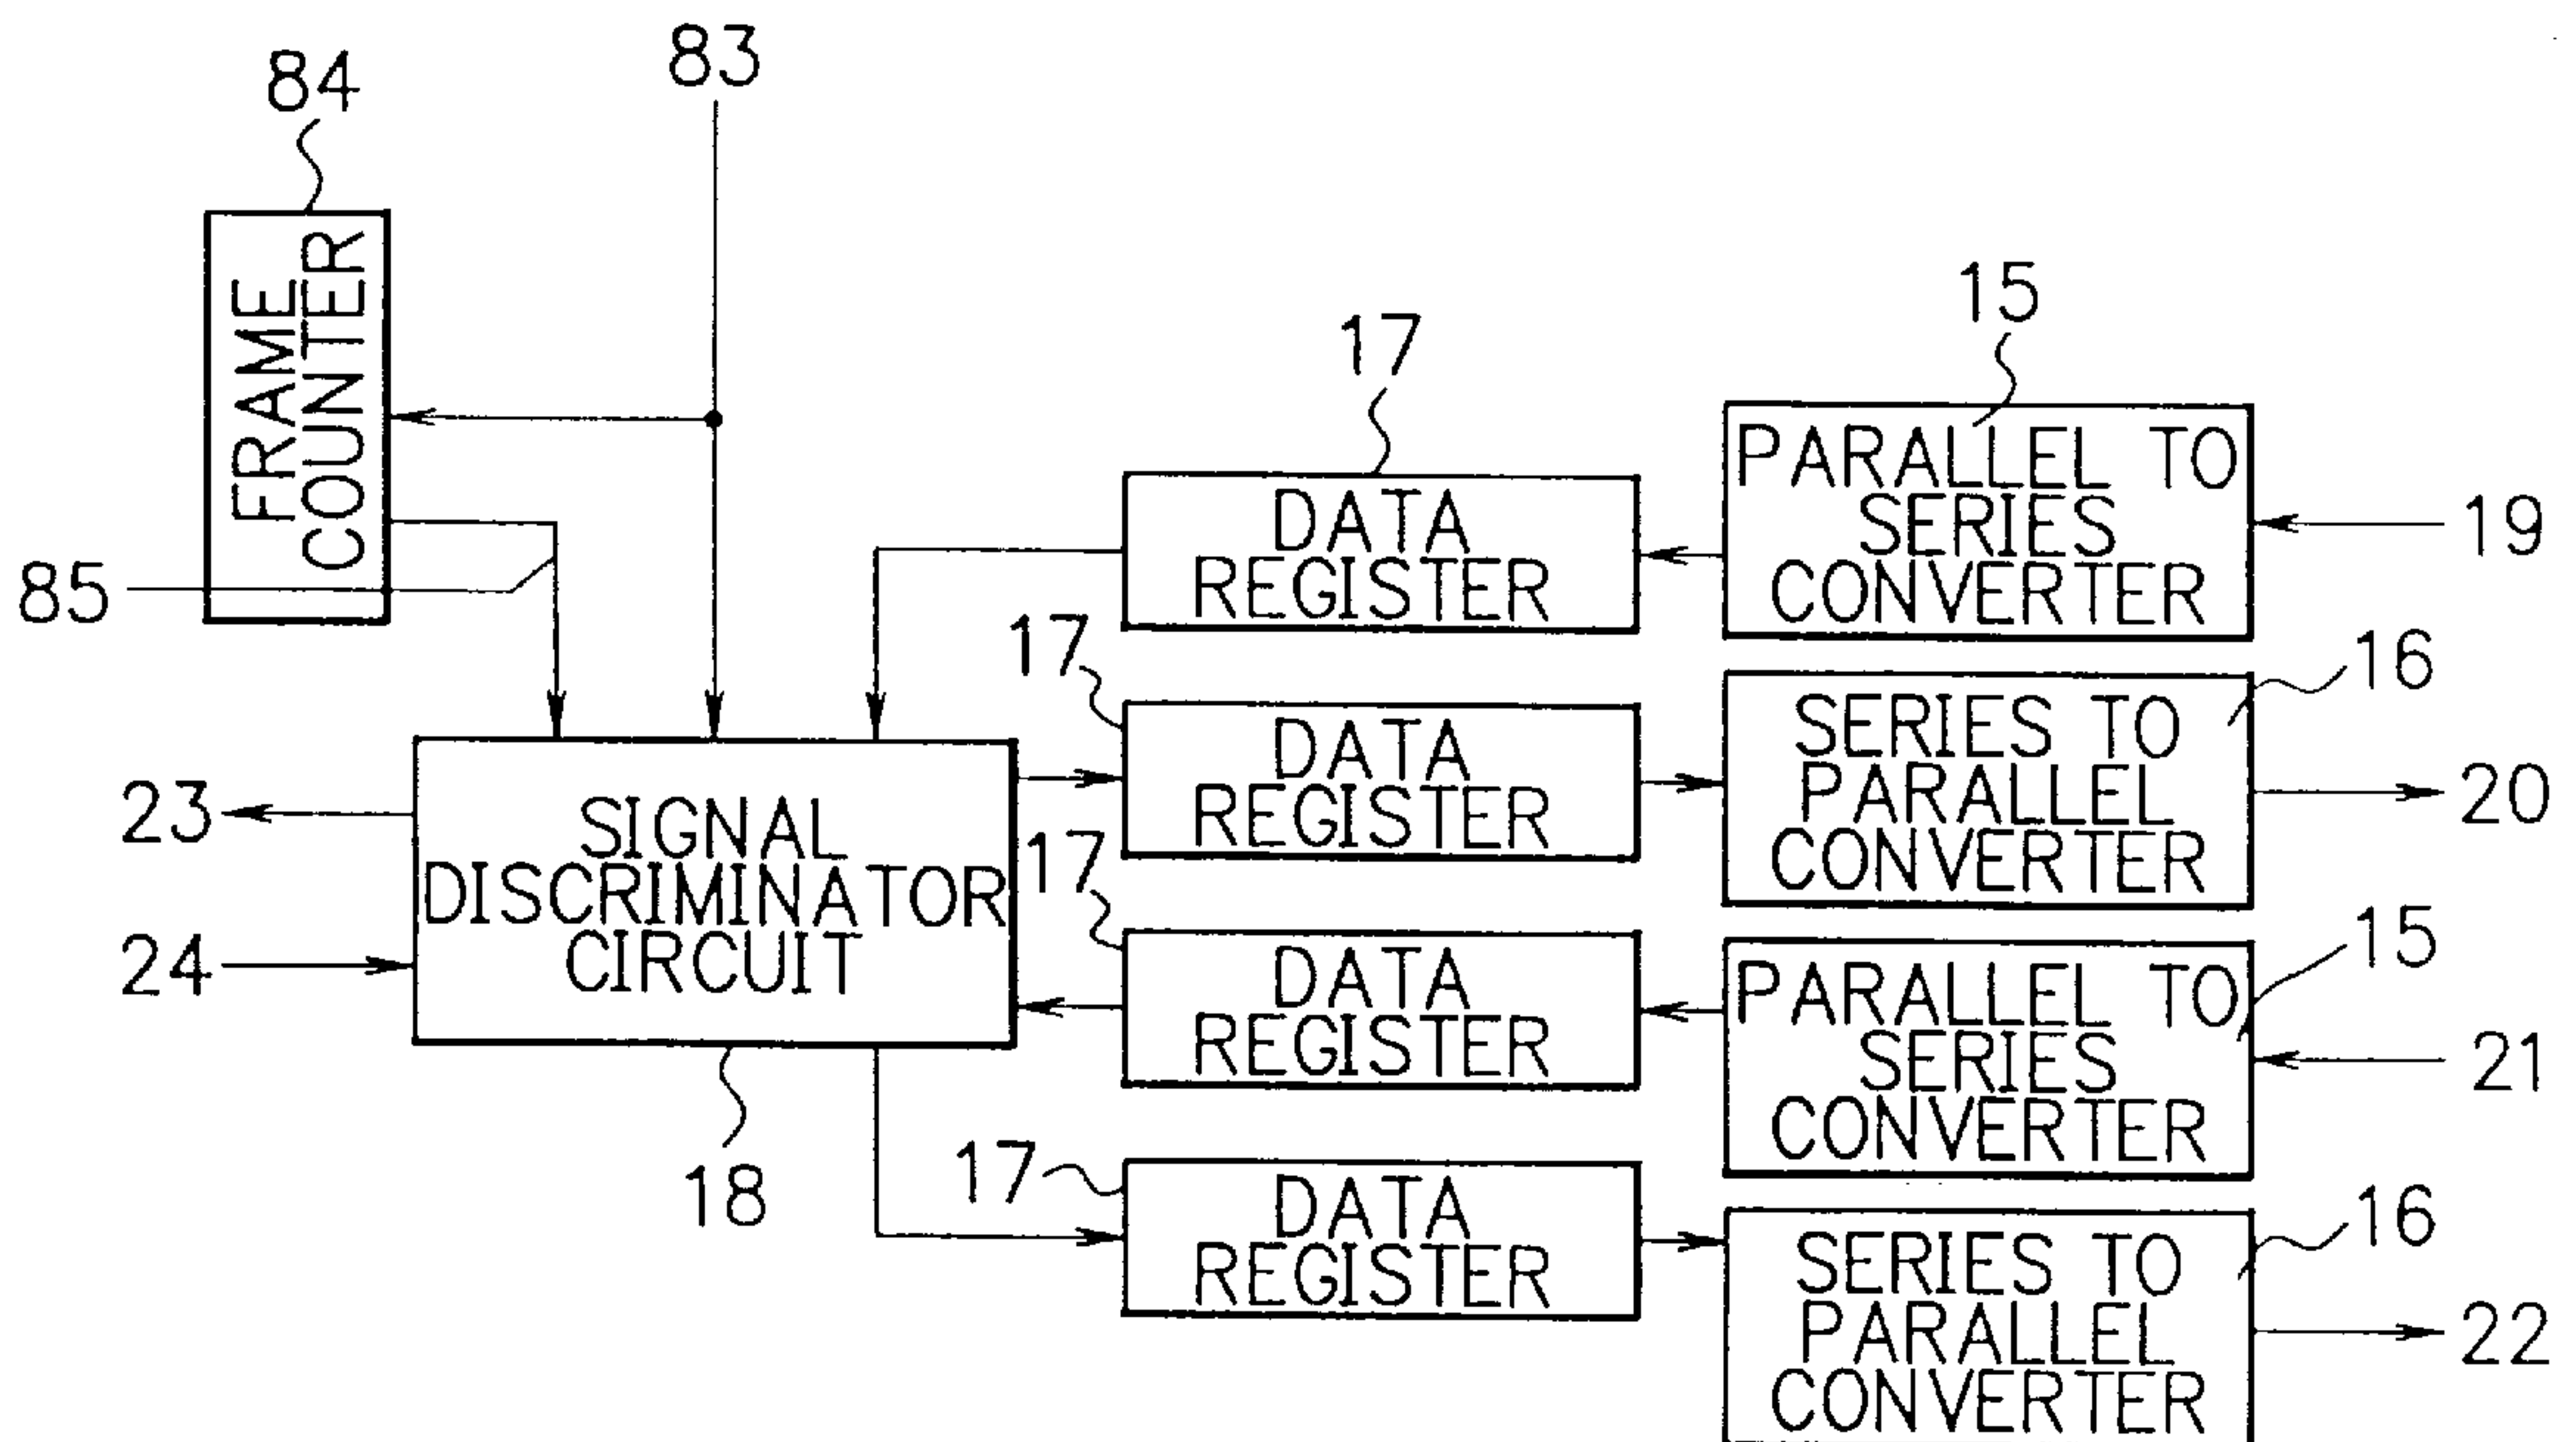 83
84
FRAME
COUNTER
85
17
DATA
REGISTER
15
PARALLEL TO
SERIES
CONVERTER
19
17
DATA
REGISTER
16
SERIES TO
PARALLEL
CONVERTER
20
23
24
SIGNAL
DISCRIMINATOR
CIRCUIT
18
17
DATA
REGISTER
15
PARALLEL TO
SERIES
CONVERTER
21
17
DATA
REGISTER
16
SERIES TO
PARALLEL
CONVERTER
22